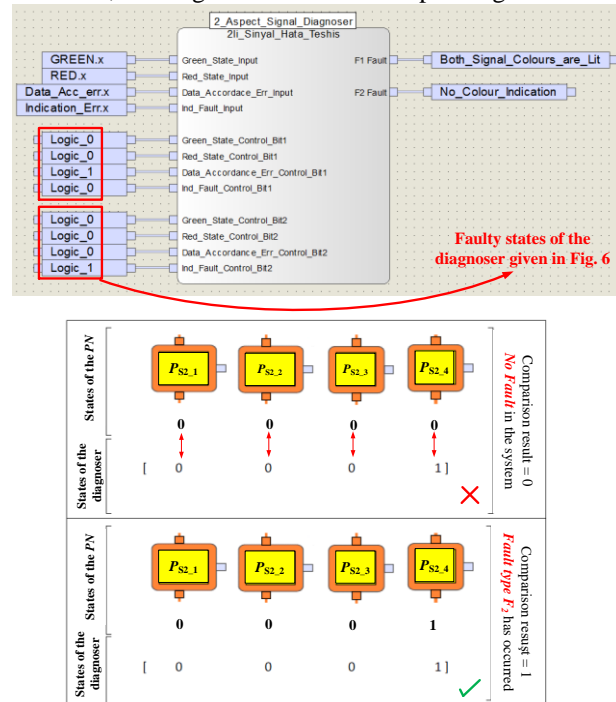 2_Aspect_Signal_Diagnoser
2li_Sinyal_Hata_Teshis
GREEN.x
RED.x
Data_Acc_err.x
Indication_Err.x
Green_State_Input
Red_State_Input
Data_Accordece_Err_Input
Ind_Fault_Input
F1 Fault
F2 Fault
Both_Signal_Colours_are_Lit
No_Colour_Indication
Logic_0
Logic_0
Logic_1
Logic_0
Green_State_Control_Bit1
Red_State_Control_Bit1
Data_Accordance_Err_Control_Bit1
Ind_Fault_Control_Bit1
Logic_0
Logic_0
Logic_0
Logic_1
Green_State_Control_Bit2
Red_State_Control_Bit2
Data_Accordance_Err_Control_Bit2
Ind_Fault_Control_Bit2
Faulty states of the
diagnoser given in Fig. 6
States of the PN
PS2_1 PS2_2 PS2_3 PS2_4
0 0 0 0
States of the
diagnoser
[ 0 0 0 1 ]
Comparison result = 0
No Fault in the system
States of the PN
PS2_1 PS2_2 PS2_3 PS2_4
0 0 0 1
States of the
diagnoser
[ 0 0 0 1 ]
Comparison result = 1
Fault type F2 has occurred